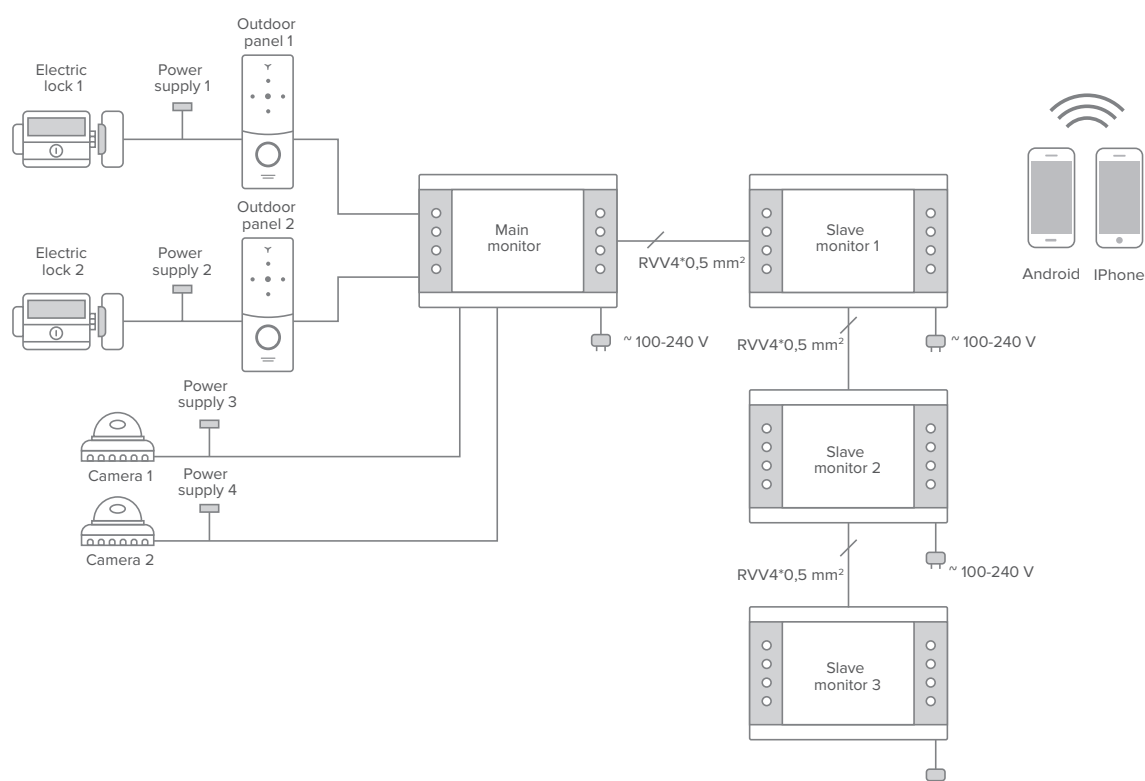 Outdoor
panel 1
Electric
lock 1
Power
supply 1
Outdoor
panel 2
Electric
lock 2
Power
supply 2
Main
monitor
RVV4*0,5 mm²
~ 100-240 V
Slave
monitor 1
RVV4*0,5 mm²
~ 100-240 V
Android
IPhone
Power
supply 3
Camera 1
Power
supply 4
Camera 2
Slave
monitor 2
RVV4*0,5 mm²
~ 100-240 V
Slave
monitor 3